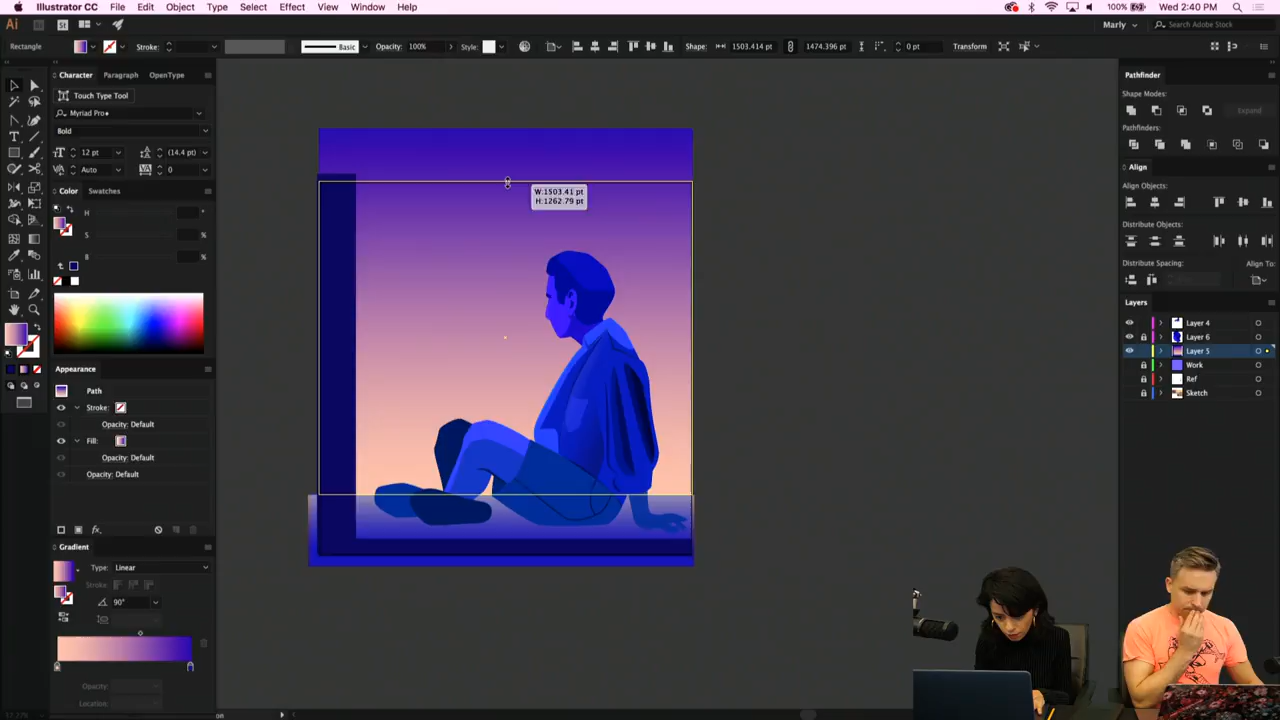 Illustrator CC File Edit Object Type Select Effect View Window Help 100% Wed 2:40 PM
Ai Br St Marly Search Adobe Stock
Rectangle Stroke: Basic Opacity: 100% Style: Shape: 1503.414 pt 1474.396 pt 0 pt Transform
Character Paragraph OpenType
Touch Type Tool
Myriad Pro
Bold
12 pt (14.4 pt)
Auto 0
Color Swatches
H °
S %
B %
Appearance
Path
Stroke:
Opacity: Default
Fill:
Opacity: Default
Opacity: Default
fx
Gradient
Type: Linear
Stroke:
90°
Opacity:
Location:
W:1503.41 pt
H:1262.79 pt
Pathfinder
Shape Modes:
Expand
Pathfinders:
Align
Align Objects:
Distribute Objects:
Distribute Spacing: Align To:
Layers
Layer 4
Layer 6
Layer 5
Work
Ref
Sketch